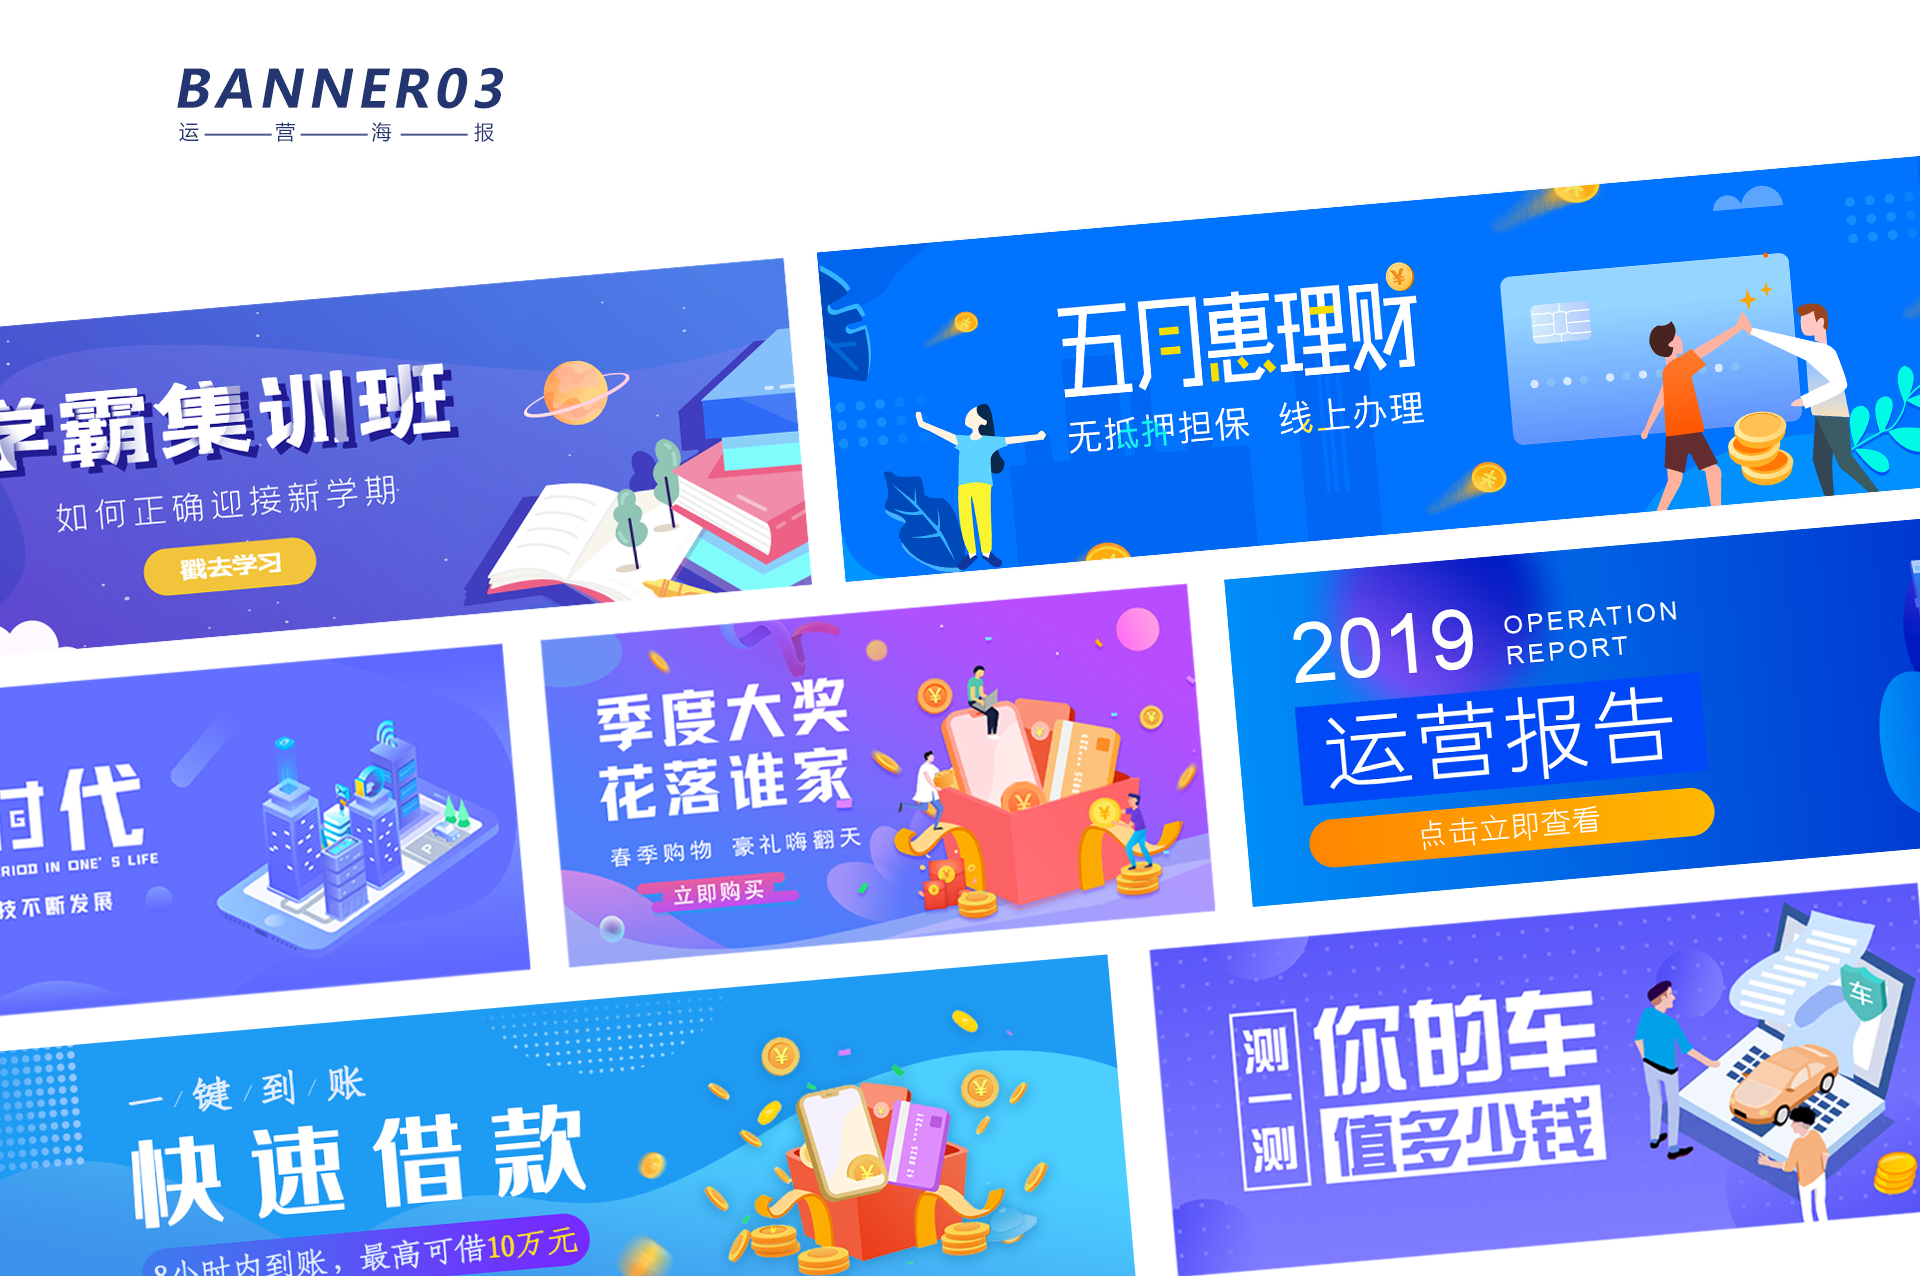 BANNER03
运营海报
学霸集训班
如何正确迎接新学期
戳去学习
五月惠理财
无抵押担保 线上办理
时代
RIOD IN ONE'S LIFE
技不断发展
P
季度大奖
花落谁家
春季购物 豪礼嗨翻天
立即购买
2019
OPERATION
REPORT
运营报告
点击立即查看
一/键/到/账
快速借款
8小时内到账，最高可借10万元
测一测
你的车
值多少钱
车